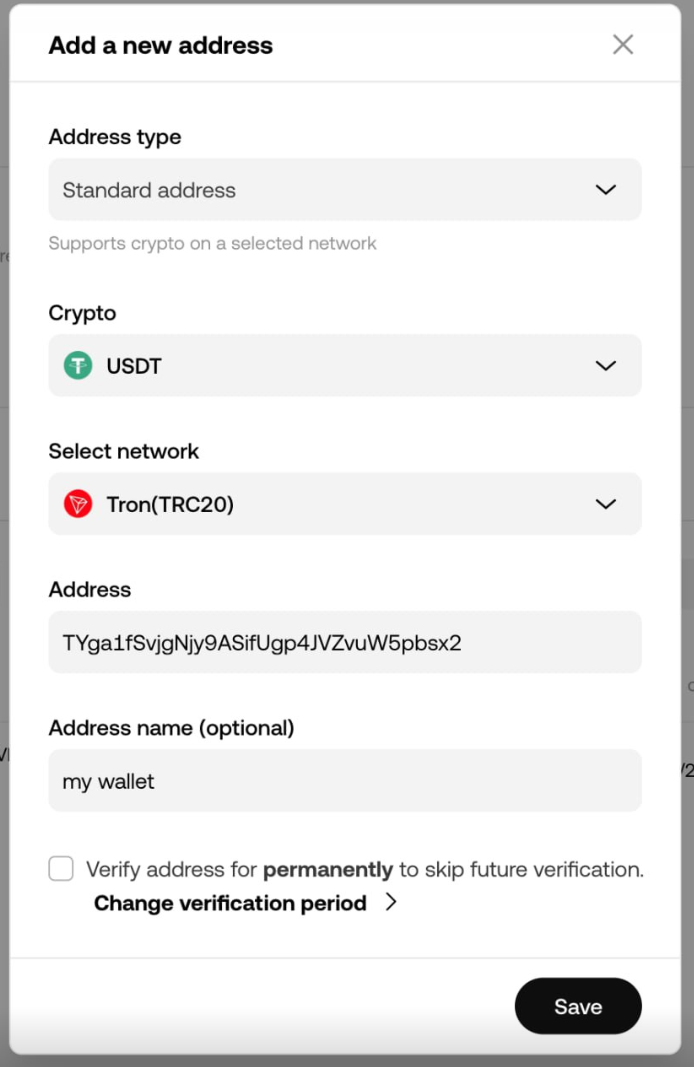 Add a new address
Address type
Standard address
Supports crypto on a selected network
Crypto
USDT
Select network
Tron(TRC20)
Address
TYga1fSvjgNjy9ASifUgp4JVZvuW5pbsx2
Address name (optional)
my wallet
Verify address for permanently to skip future verification.
Change verification period
Save